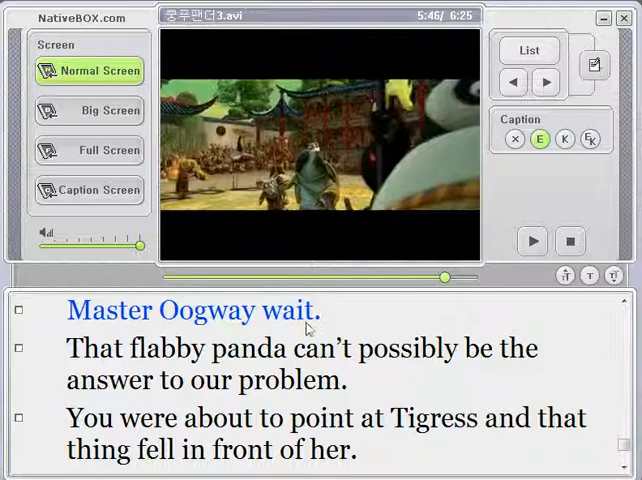 NativeBOX.com
쿵푸팬더3.avi
5:46/ 6:25
Screen
Normal Screen
Big Screen
Full Screen
Caption Screen
List
Caption
X E K EK
T T T
Master Oogway wait.
That flabby panda can't possibly be the
answer to our problem.
You were about to point at Tigress and that
thing fell in front of her.